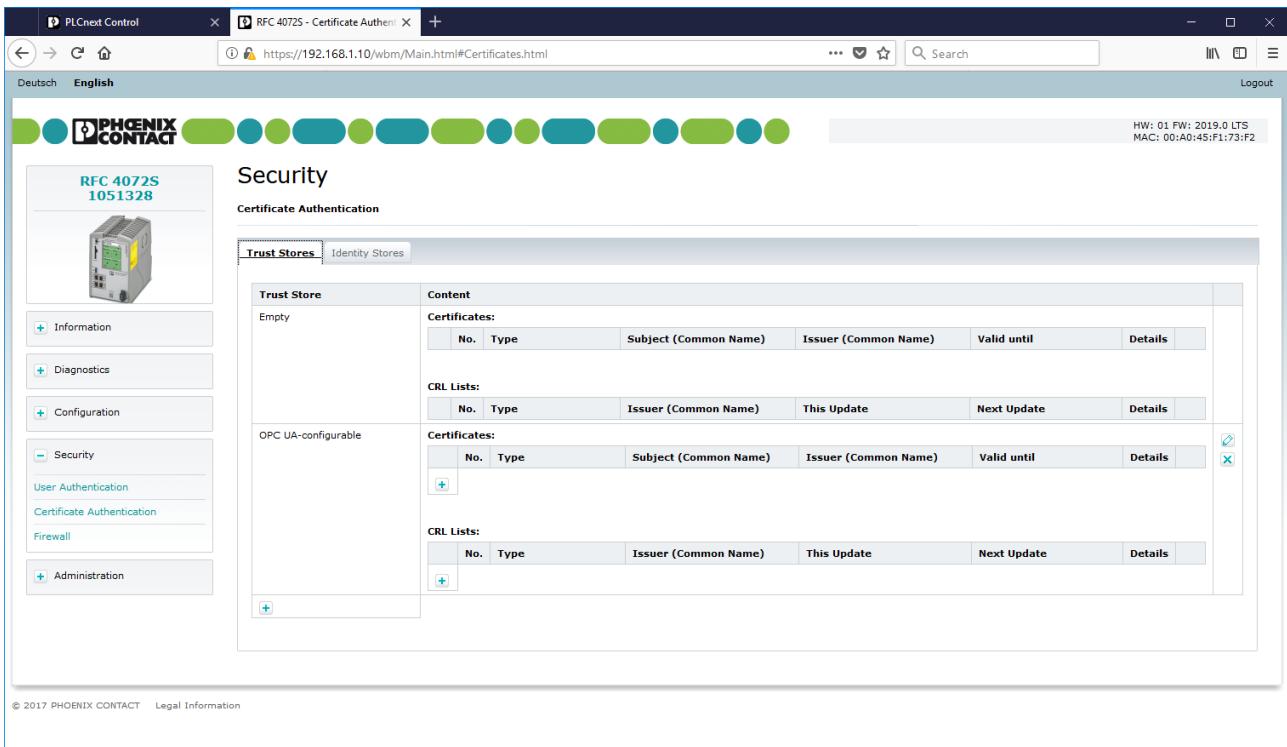 PLCnext Control
RFC 4072S - Certificate Authent
https://192.168.1.10/wbm/Main.html#Certificates.html
Search
Deutsch English Logout
PHŒNIX CONTACT
HW: 01 FW: 2019.0 LTS
MAC: 00:A0:45:F1:73:F2
RFC 4072S
1051328
Information
Diagnostics
Configuration
Security
User Authentication
Certificate Authentication
Firewall
Administration
Security
Certificate Authentication
Trust Stores Identity Stores
Trust Store Content
Empty Certificates:
No. Type Subject (Common Name) Issuer (Common Name) Valid until Details
CRL Lists:
No. Type Issuer (Common Name) This Update Next Update Details
OPC UA-configurable Certificates:
No. Type Subject (Common Name) Issuer (Common Name) Valid until Details
CRL Lists:
No. Type Issuer (Common Name) This Update Next Update Details
© 2017 PHOENIX CONTACT Legal Information